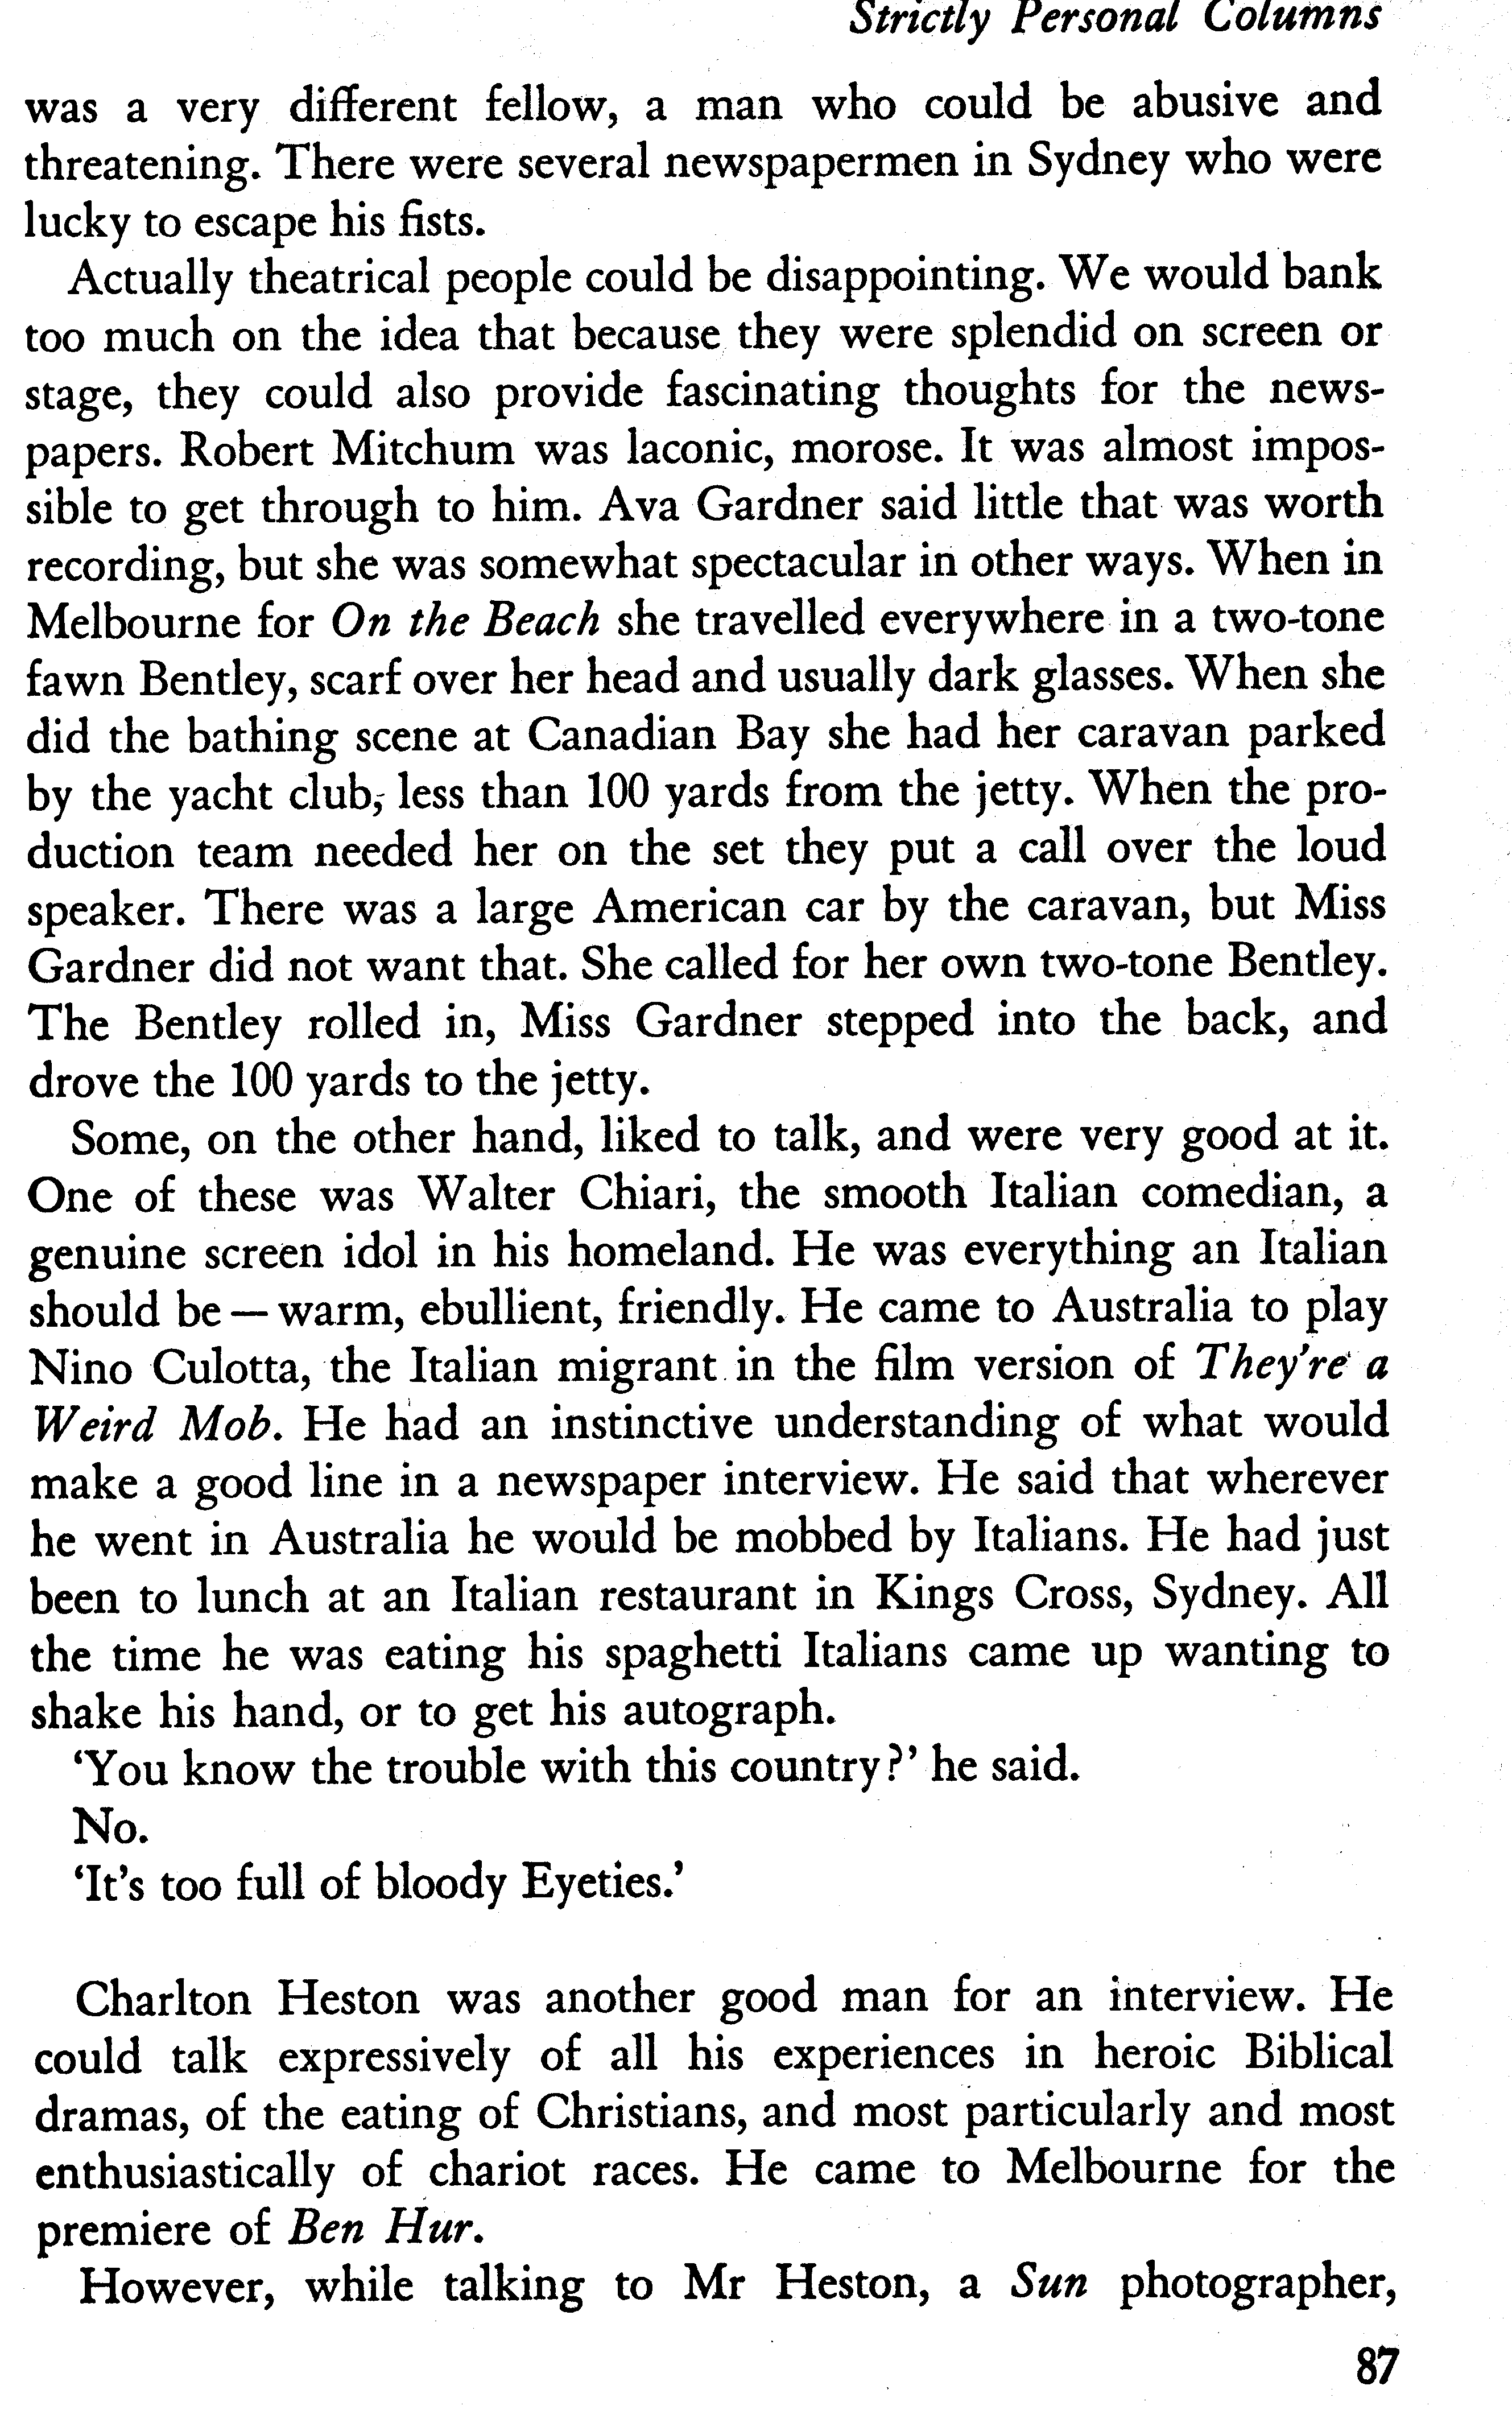 Strictly Personal Columns
was a very different fellow, a man who could be abusive and
threatening. There were several newspapermen in Sydney who were
lucky to escape his fists.
Actually theatrical people could be disappointing. We would bank
too much on the idea that because they were splendid on screen or
stage, they could also provide fascinating thoughts for the news-
papers. Robert Mitchum was laconic, morose. It was almost impos-
sible to get through to him. Ava Gardner said little that was worth
recording, but she was somewhat spectacular in other ways. When in
Melbourne for On the Beach she travelled everywhere in a two-tone
fawn Bentley, scarf over her head and usually dark glasses. When she
did the bathing scene at Canadian Bay she had her caravan parked
by the yacht club, less than 100 yards from the jetty. When the pro-
duction team needed her on the set they put a call over the loud
speaker. There was a large American car by the caravan, but Miss
Gardner did not want that. She called for her own two-tone Bentley.
The Bentley rolled in, Miss Gardner stepped into the back, and
drove the 100 yards to the jetty.
Some, on the other hand, liked to talk, and were very good at it.
One of these was Walter Chiari, the smooth Italian comedian, a
genuine screen idol in his homeland. He was everything an Italian
should be — warm, ebullient, friendly. He came to Australia to play
Nino Culotta, the Italian migrant in the film version of They're a
Weird Mob. He had an instinctive understanding of what would
make a good line in a newspaper interview. He said that wherever
he went in Australia he would be mobbed by Italians. He had just
been to lunch at an Italian restaurant in Kings Cross, Sydney. All
the time he was eating his spaghetti Italians came up wanting to
shake his hand, or to get his autograph.
'You know the trouble with this country?' he said.
No.
'It's too full of bloody Eyeties.'
Charlton Heston was another good man for an interview. He
could talk expressively of all his experiences in heroic Biblical
dramas, of the eating of Christians, and most particularly and most
enthusiastically of chariot races. He came to Melbourne for the
premiere of Ben Hur.
However, while talking to Mr Heston, a Sun photographer,
87